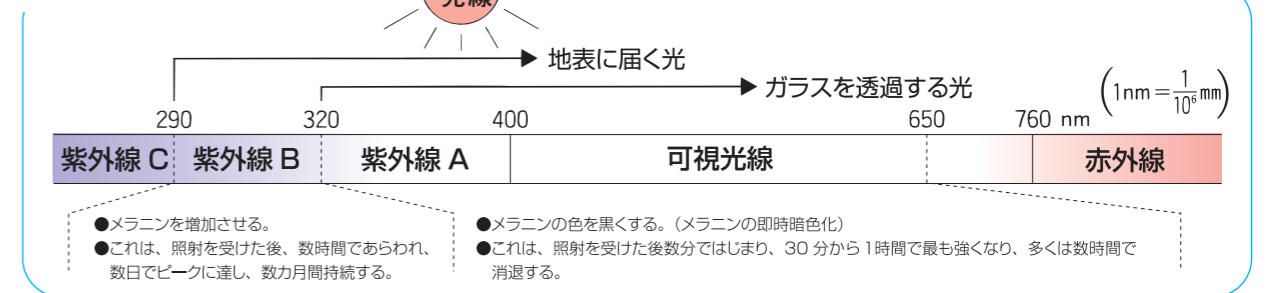 光線
地表に届く光
ガラスを透過する光
(1nm=1/10⁶mm)
290 320 400 650 760 nm
紫外線 C 紫外線 B 紫外線 A 可視光線 赤外線
●メラニンを増加させる。
●これは、照射を受けた後、数時間であらわれ、
数日でピークに達し、数カ月間持続する。
●メラニンの色を黒くする。（メラニンの即時暗色化）
●これは、照射を受けた後数分ではじまり、30 分から 1時間で最も強くなり、多くは数時間で
消退する。